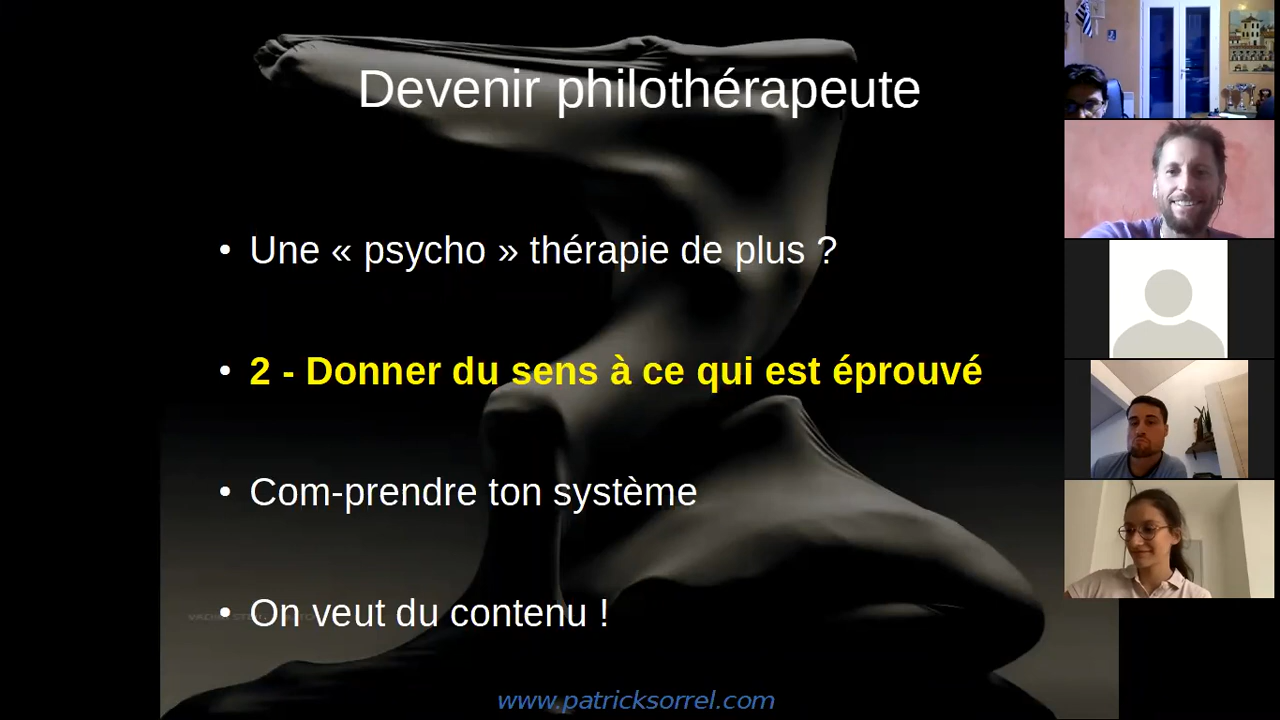 Devenir philothérapeute
• Une « psycho » thérapie de plus ?
• 2 - Donner du sens à ce qui est éprouvé
• Com-prendre ton système
• On veut du contenu !
www.patricksorrel.com